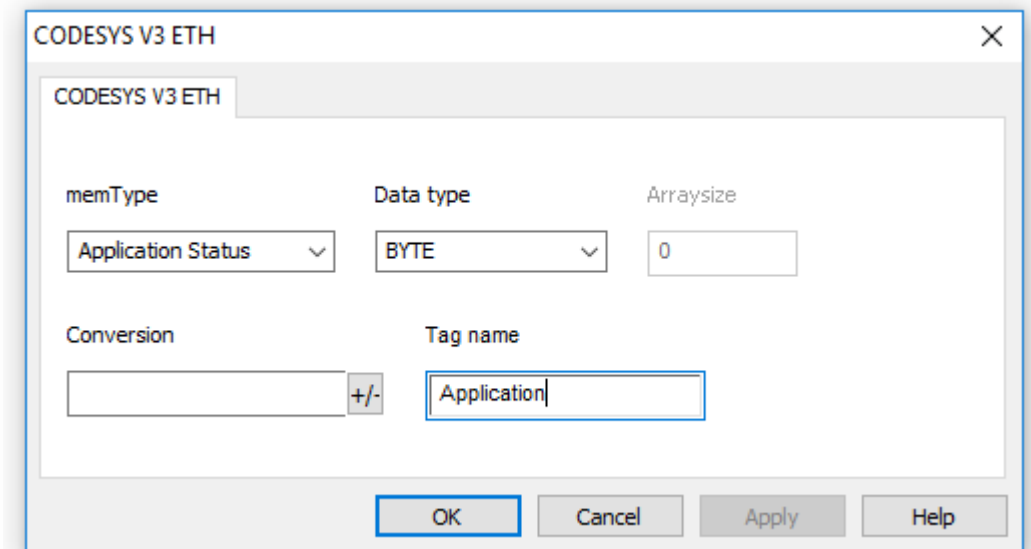 CODESYS V3 ETH
CODESYS V3 ETH
memType Data type Arraysize
Application Status BYTE 0
Conversion Tag name
+/- Application
OK Cancel Apply Help